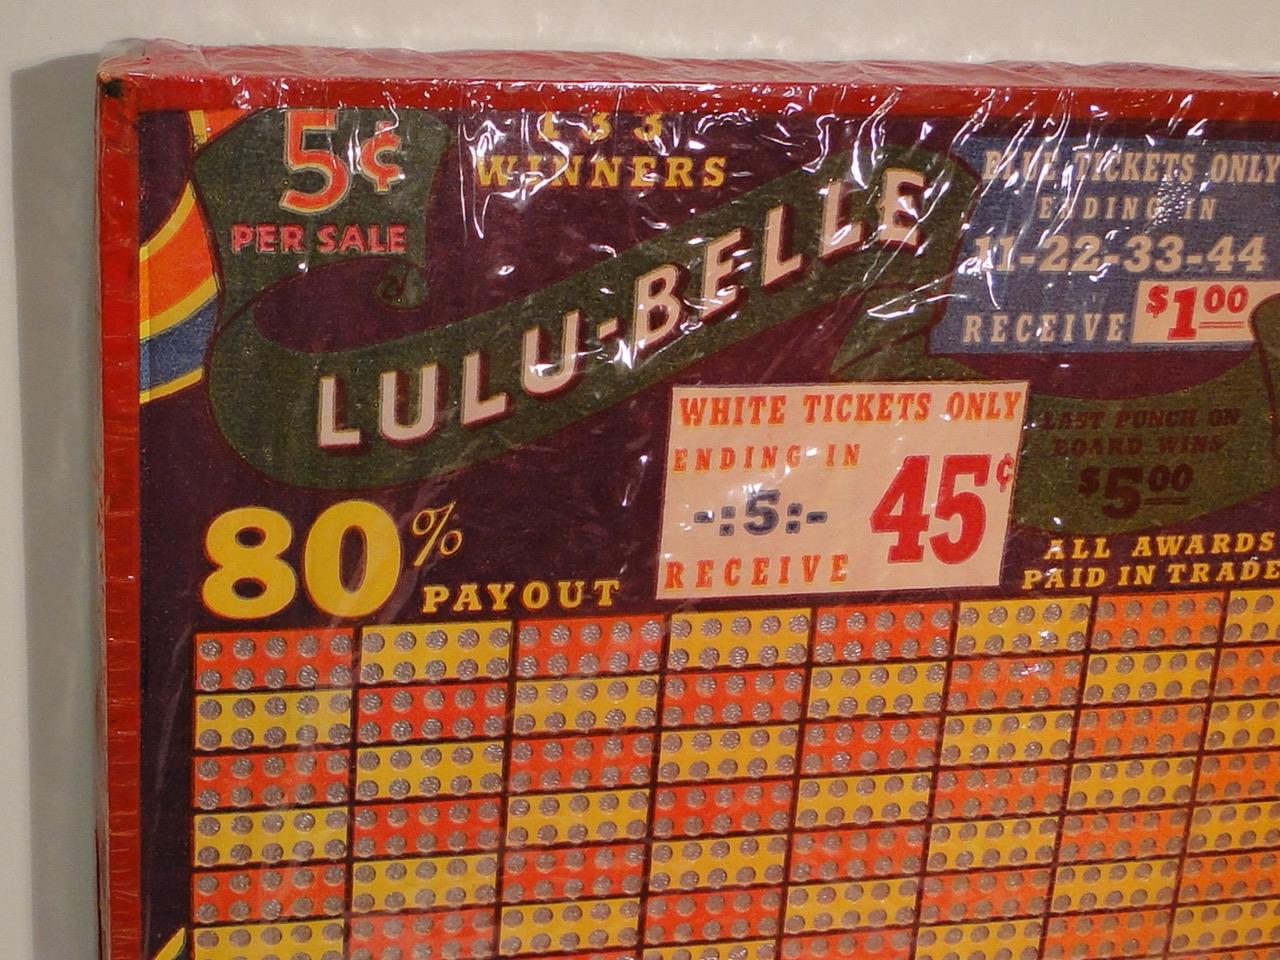 5¢
PER SALE
133
WINNERS
LULU-BELLE
BLUE TICKETS ONLY
ENDING IN
11-22-33-44
RECEIVE $1.00
WHITE TICKETS ONLY
ENDING IN
-:5:-
45¢
RECEIVE
LAST PUNCH ON
BOARD WINS
$5.00
80%
PAYOUT
ALL AWARDS
PAID IN TRADE